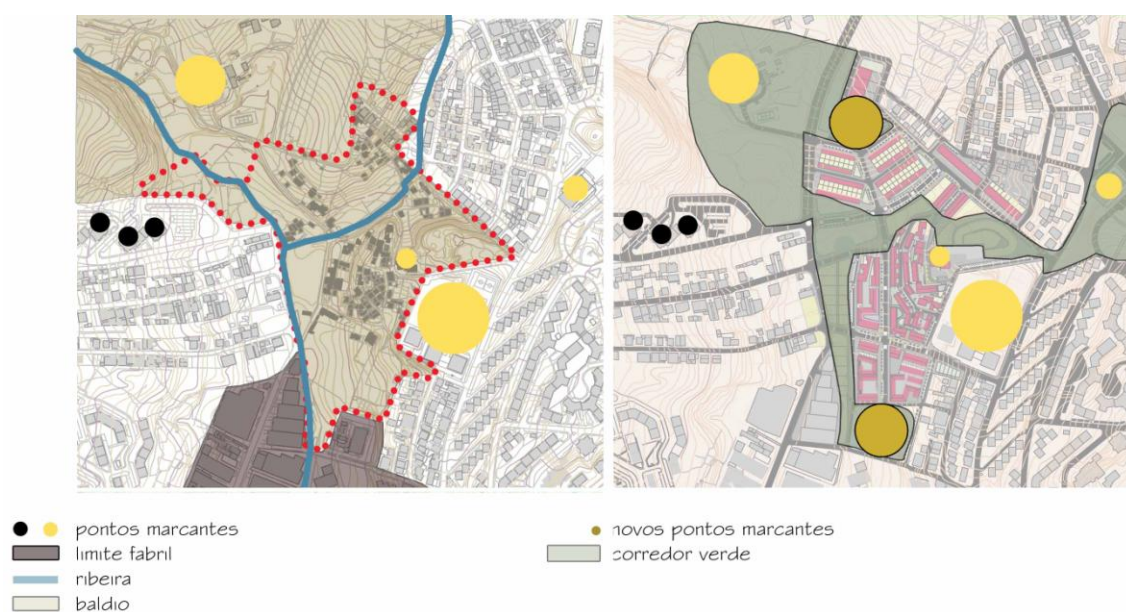 pontos marcantes
limite fabril
ribeira
baldio
novos pontos marcantes
corredor verde